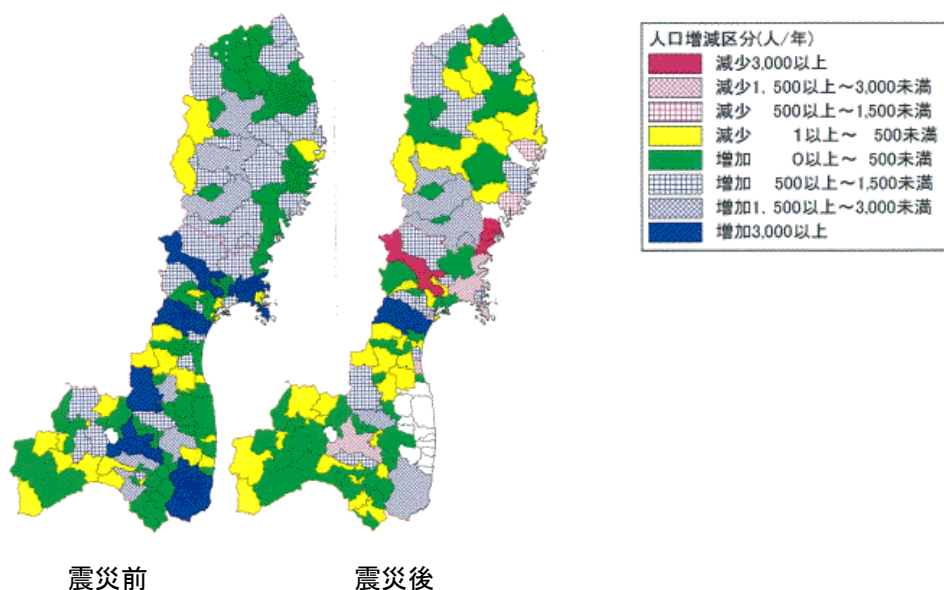 人口増減区分(人/年)
減少3,000以上
減少1,500以上～3,000未満
減少 500以上～1,500未満
減少 1以上～ 500未満
増加 0以上～ 500未満
増加 500以上～1,500未満
増加1,500以上～3,000未満
増加3,000以上
震災前
震災後